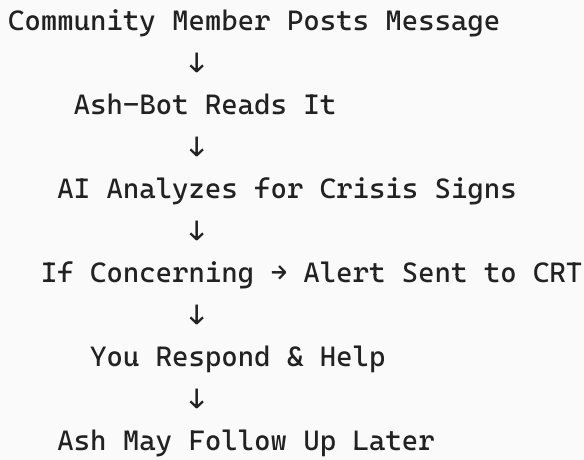 Community Member Posts Message
↓
Ash-Bot Reads It
↓
AI Analyzes for Crisis Signs
↓
If Concerning → Alert Sent to CRT
↓
You Respond & Help
↓
Ash May Follow Up Later